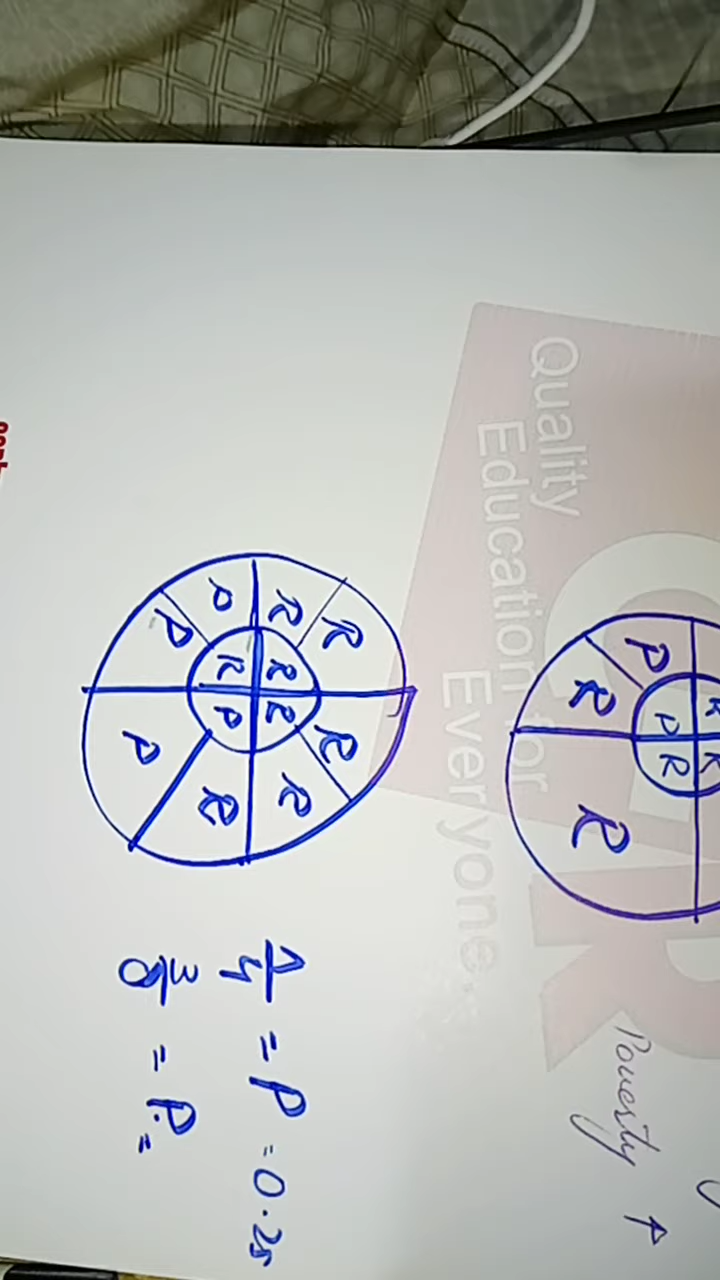 Quality
Education for
Everyone.
Poverty ↑
P R
R P R
R
P R R
P R R R
P P R R
R R
1/4 = P = 0.25
3/8 = P =